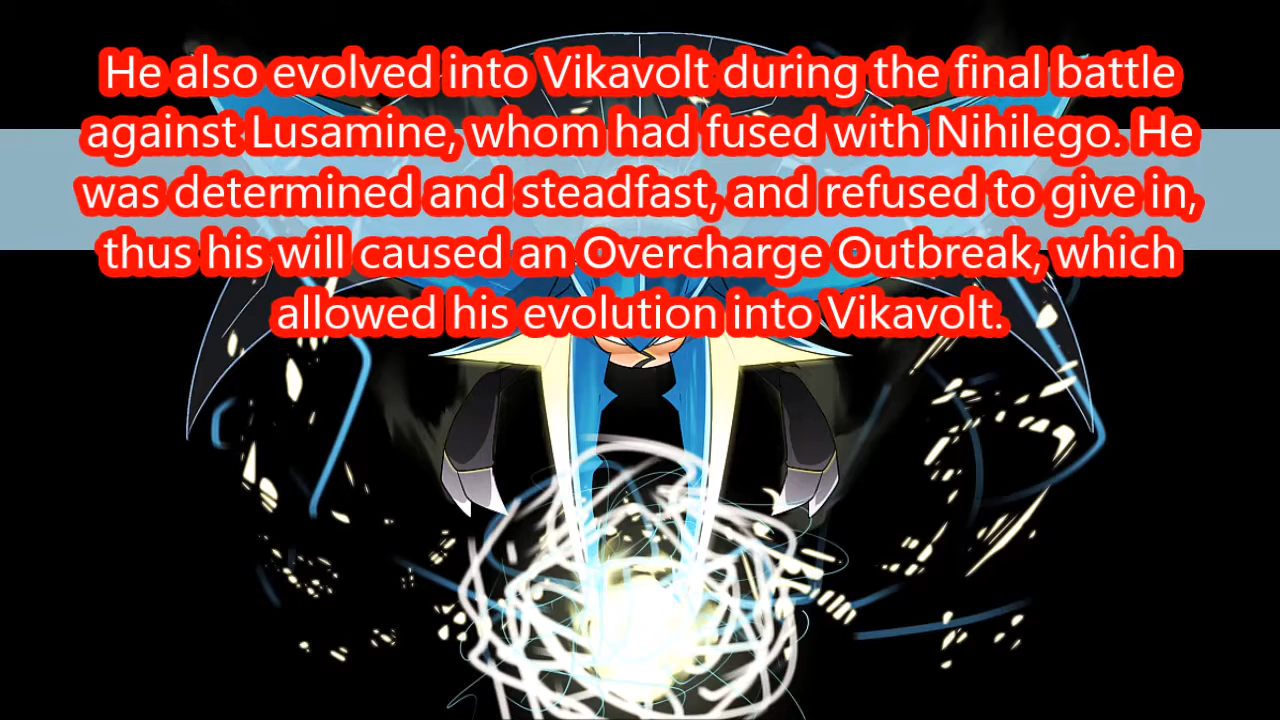 He also evolved into Vikavolt during the final battle
against Lusamine, whom had fused with Nihilego. He
was determined and steadfast, and refused to give in,
thus his will caused an Overcharge Outbreak, which
allowed his evolution into Vikavolt.